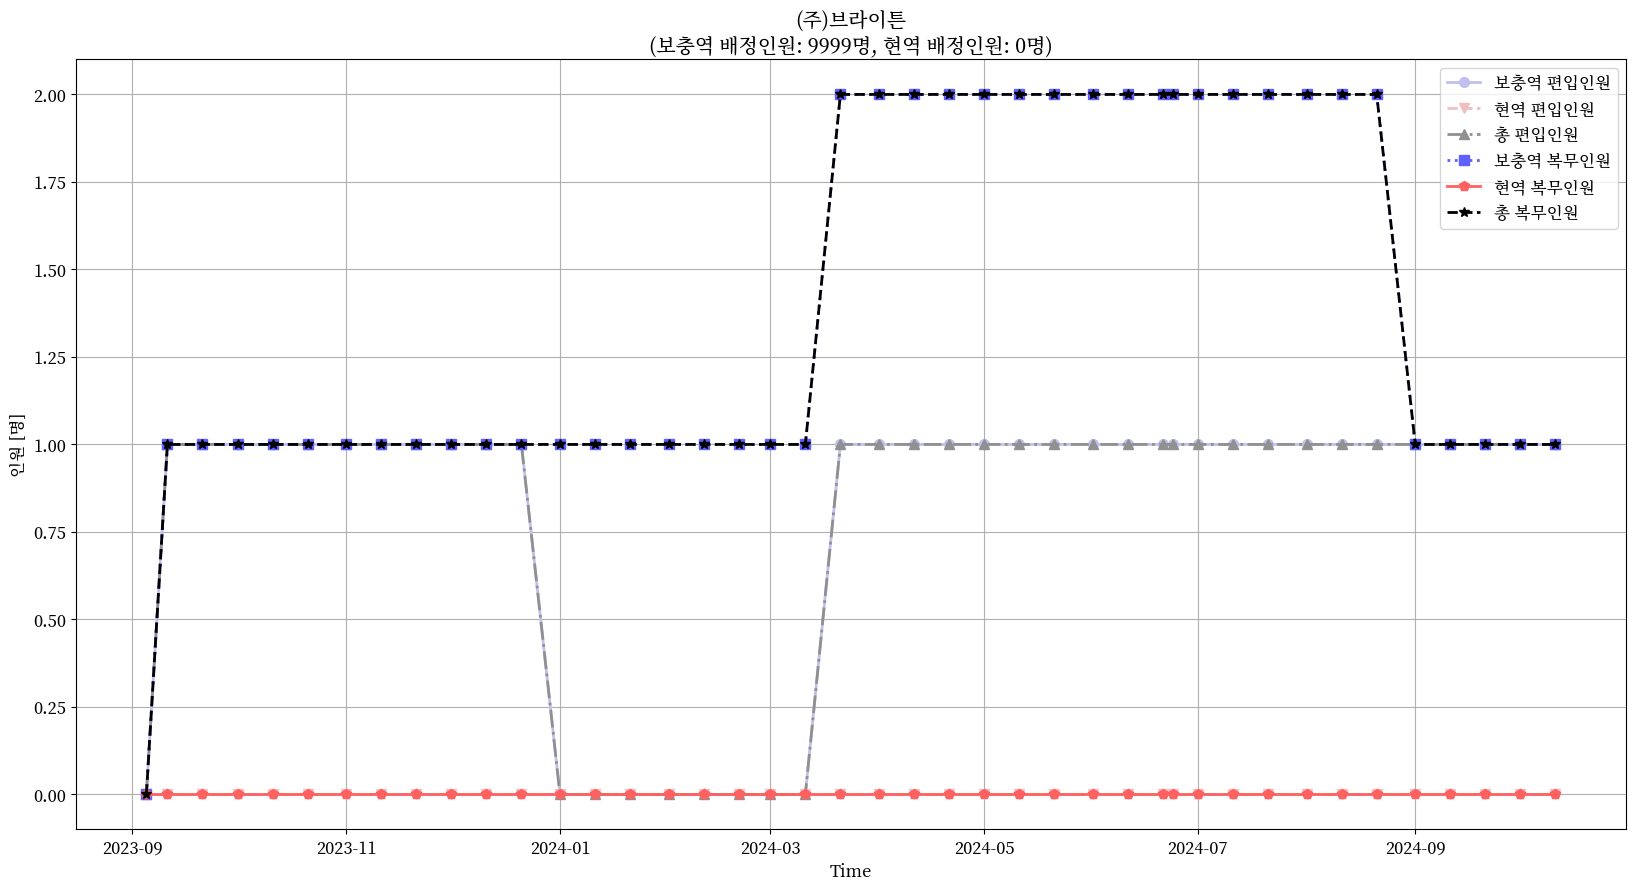 (주)브라이튼
(보충역 배정인원: 9999명, 현역 배정인원: 0명)
보충역 편입인원
현역 편입인원
총 편입인원
보충역 복무인원
현역 복무인원
총 복무인원
인원 [명]
2.00
1.75
1.50
1.25
1.00
0.75
0.50
0.25
0.00
2023-09
2023-11
2024-01
2024-03
2024-05
2024-07
2024-09
Time